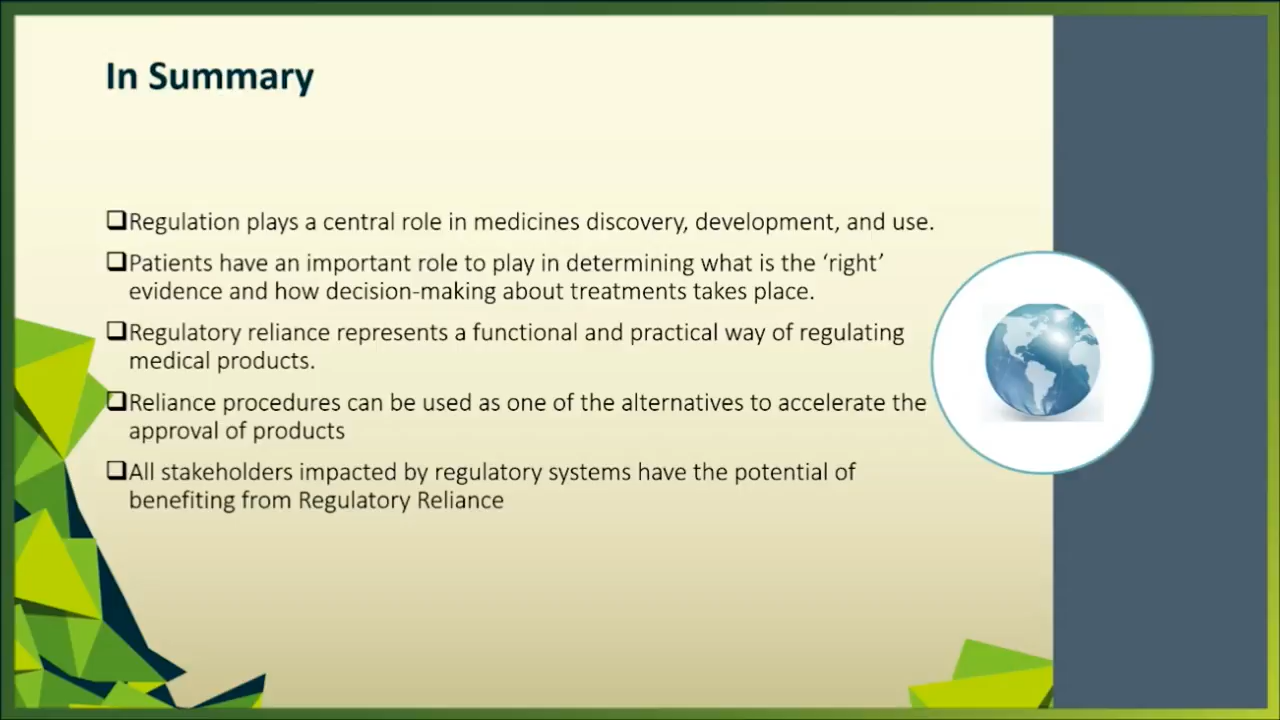 In Summary
❑Regulation plays a central role in medicines discovery, development, and use.
❑Patients have an important role to play in determining what is the ‘right’
evidence and how decision-making about treatments takes place.
❑Regulatory reliance represents a functional and practical way of regulating
medical products.
❑Reliance procedures can be used as one of the alternatives to accelerate the
approval of products
❑All stakeholders impacted by regulatory systems have the potential of
benefiting from Regulatory Reliance